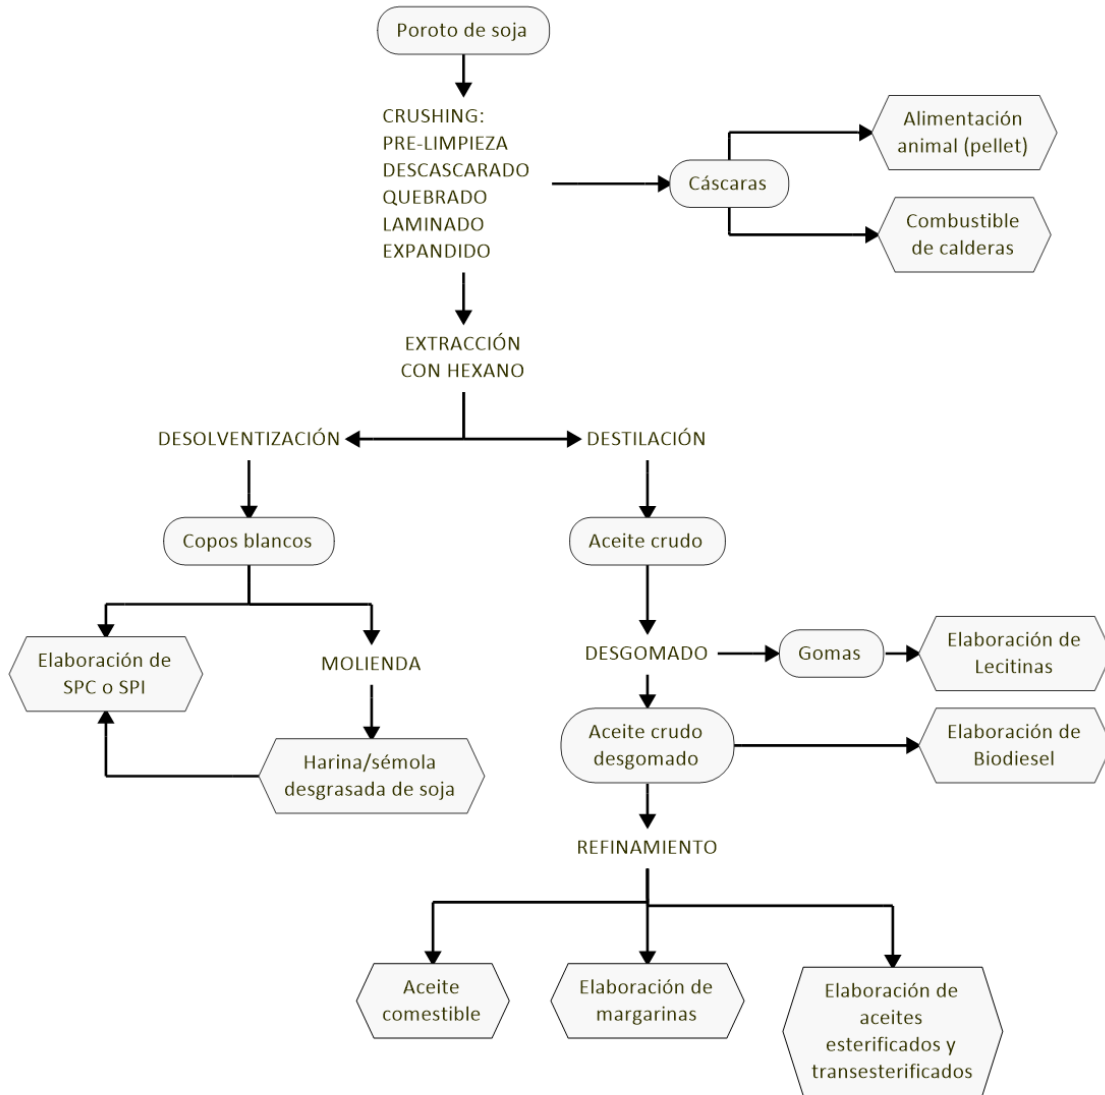 Poroto de soja
CRUSHING:
PRE-LIMPIEZA
DESCASCARADO
QUEBRADO
LAMINADO
EXPANDIDO
Cáscaras
Alimentación
animal (pellet)
Combustible
de calderas
EXTRACCIÓN
CON HEXANO
DESOLVENTIZACIÓN
DESTILACIÓN
Copos blancos
Aceite crudo
Elaboración de
SPC o SPI
MOLIENDA
DESGOMADO
Gomas
Elaboración de
Lecitinas
Harina/sémola
desgrasada de soja
Aceite crudo
desgomado
Elaboración de
Biodiesel
REFINAMIENTO
Aceite
comestible
Elaboración de
margarinas
Elaboración de
aceites
esterificados y
transesterificados